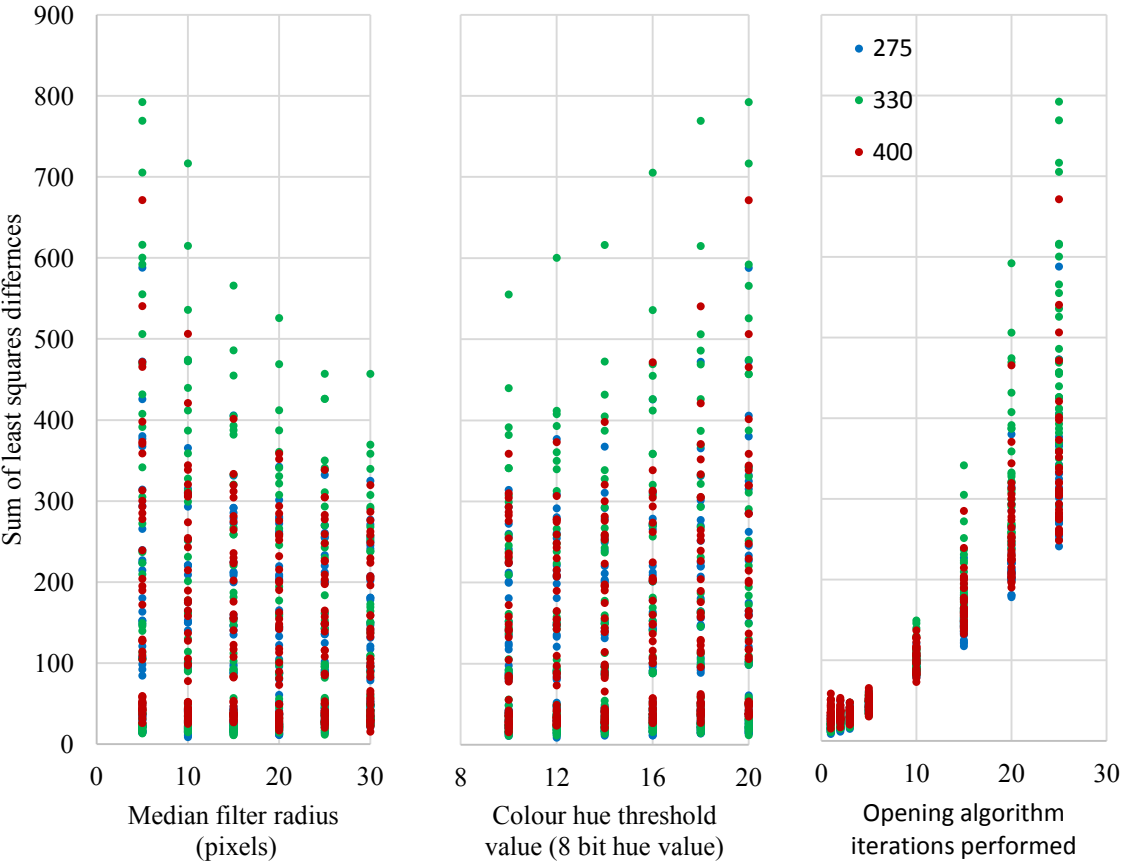 Sum of least squares differnces
900
800
700
600
500
400
300
200
100
0
0 10 20 30
Median filter radius
(pixels)
8 12 16 20
Colour hue threshold
value (8 bit hue value)
275
330
400
0 10 20 30
Opening algorithm
iterations performed